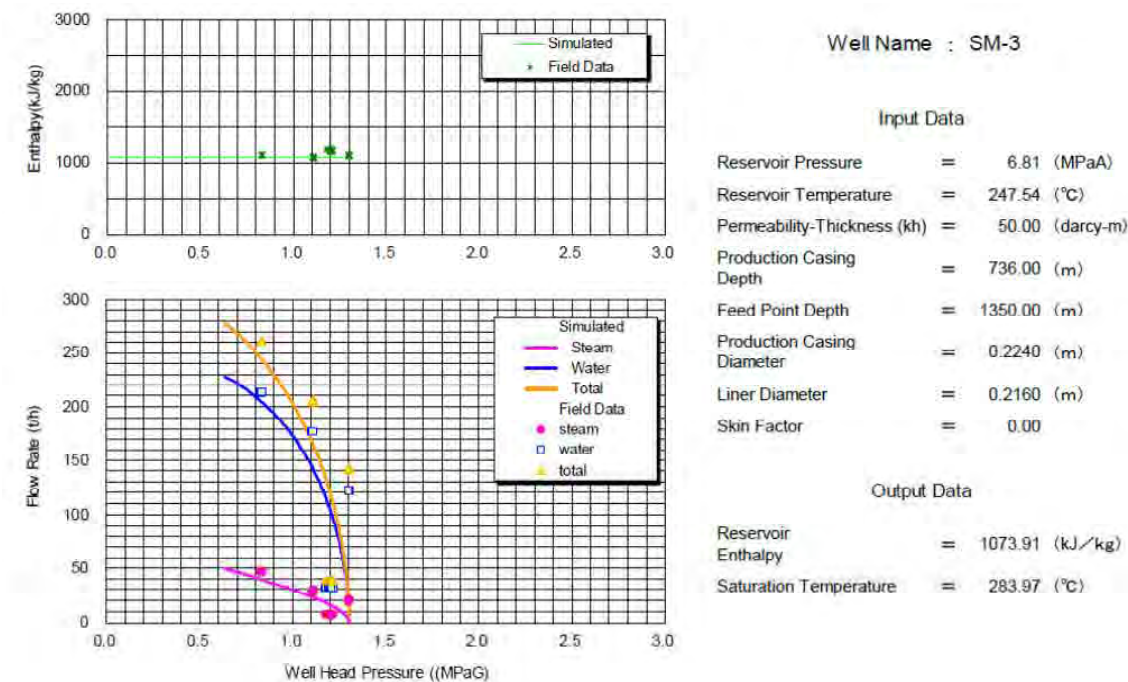 3000
2000
1000
0
Enthalpy(kJ/kg)
Simulated
Field Data
0.0 0.5 1.0 1.5 2.0 2.5 3.0
300
250
200
150
100
50
0
Flow Rate (t/h)
Simulated
Steam
Water
Total
Field Data
steam
water
total
0.0 0.5 1.0 1.5 2.0 2.5 3.0
Well Head Pressure ((MPaG)
Well Name : SM-3
Input Data
Reservoir Pressure = 6.81 (MPaA)
Reservoir Temperature = 247.54 (℃)
Permeability-Thickness (kh) = 50.00 (darcy-m)
Production Casing
Depth = 736.00 (m)
Feed Point Depth = 1350.00 (m)
Production Casing
Diameter = 0.2240 (m)
Liner Diameter = 0.2160 (m)
Skin Factor = 0.00
Output Data
Reservoir
Enthalpy = 1073.91 (kJ/kg)
Saturation Temperature = 283.97 (℃)